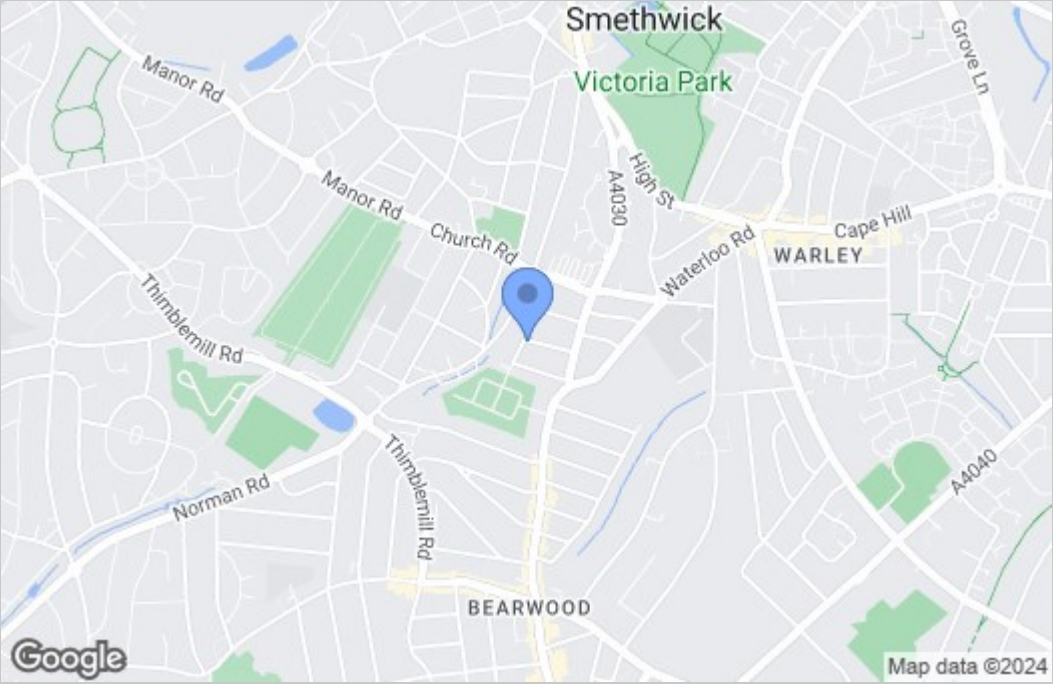 Smethwick
Grove Ln
Manor Rd
Victoria Park
High St
Manor Rd
A4030
Church Rd
Cape Hill
Waterloo Rd
WARLEY
Thimblemill Rd
Thimblemill Rd
A4040
Norman Rd
BEARWOOD
Google
Map data ©2024